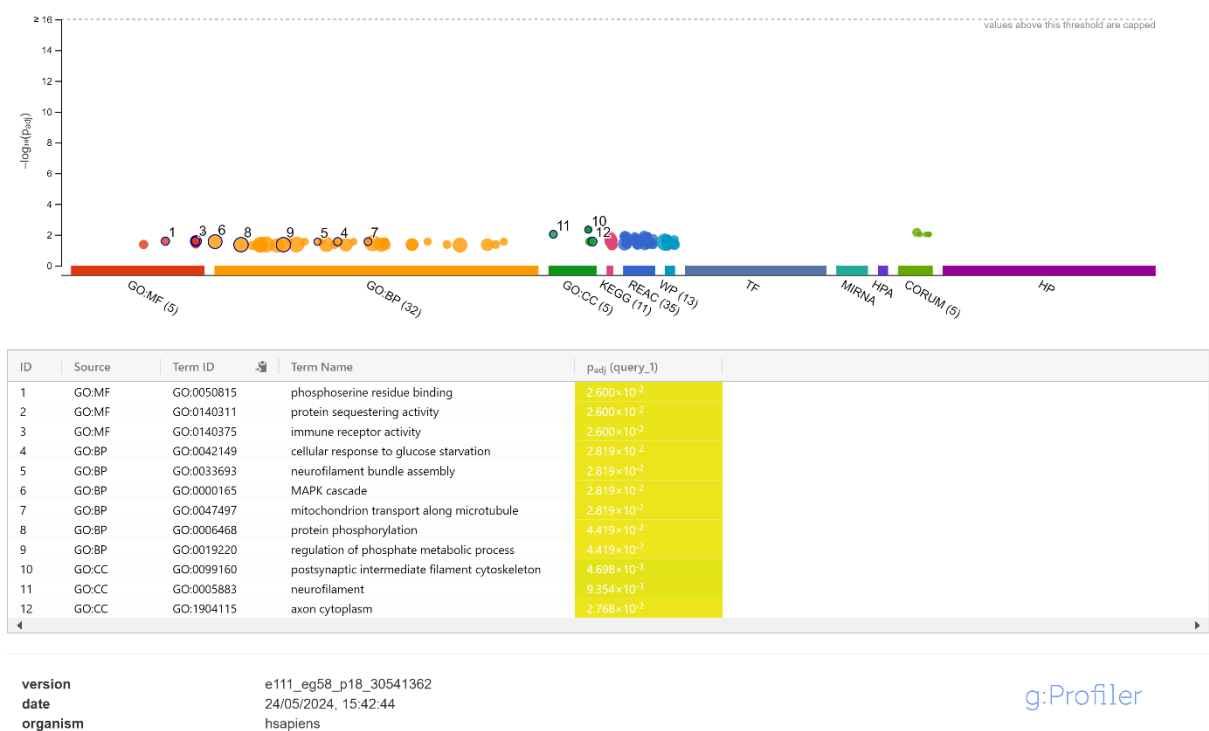 ≥ 16
values above this threshold are capped
14
12
10
8
6
4
2
0
-log₁₀(padj)
1
3
6
8
9
5
4
7
11
10
12
GO:MF (5)
GO:BP (32)
GO:CC (5)
KEGG (11)
REAC (35)
WP (13)
TF
MIRNA
HPA
CORUM (5)
HP
ID Source Term ID Term Name padj (query_1)
1 GO:MF GO:0050815 phosphoserine residue binding 2.600×10⁻²
2 GO:MF GO:0140311 protein sequestering activity 2.600×10⁻²
3 GO:MF GO:0140375 immune receptor activity 2.600×10⁻²
4 GO:BP GO:0042149 cellular response to glucose starvation 2.819×10⁻²
5 GO:BP GO:0033693 neurofilament bundle assembly 2.819×10⁻²
6 GO:BP GO:0000165 MAPK cascade 2.819×10⁻²
7 GO:BP GO:0047497 mitochondrion transport along microtubule 2.819×10⁻²
8 GO:BP GO:0006468 protein phosphorylation 4.419×10⁻²
9 GO:BP GO:0019220 regulation of phosphate metabolic process 4.419×10⁻²
10 GO:CC GO:0099160 postsynaptic intermediate filament cytoskeleton 4.698×10⁻³
11 GO:CC GO:0005883 neurofilament 9.354×10⁻³
12 GO:CC GO:1904115 axon cytoplasm 2.768×10⁻²
version e111_eg58_p18_30541362
date 24/05/2024, 15:42:44
organism hsapiens
g:Profiler